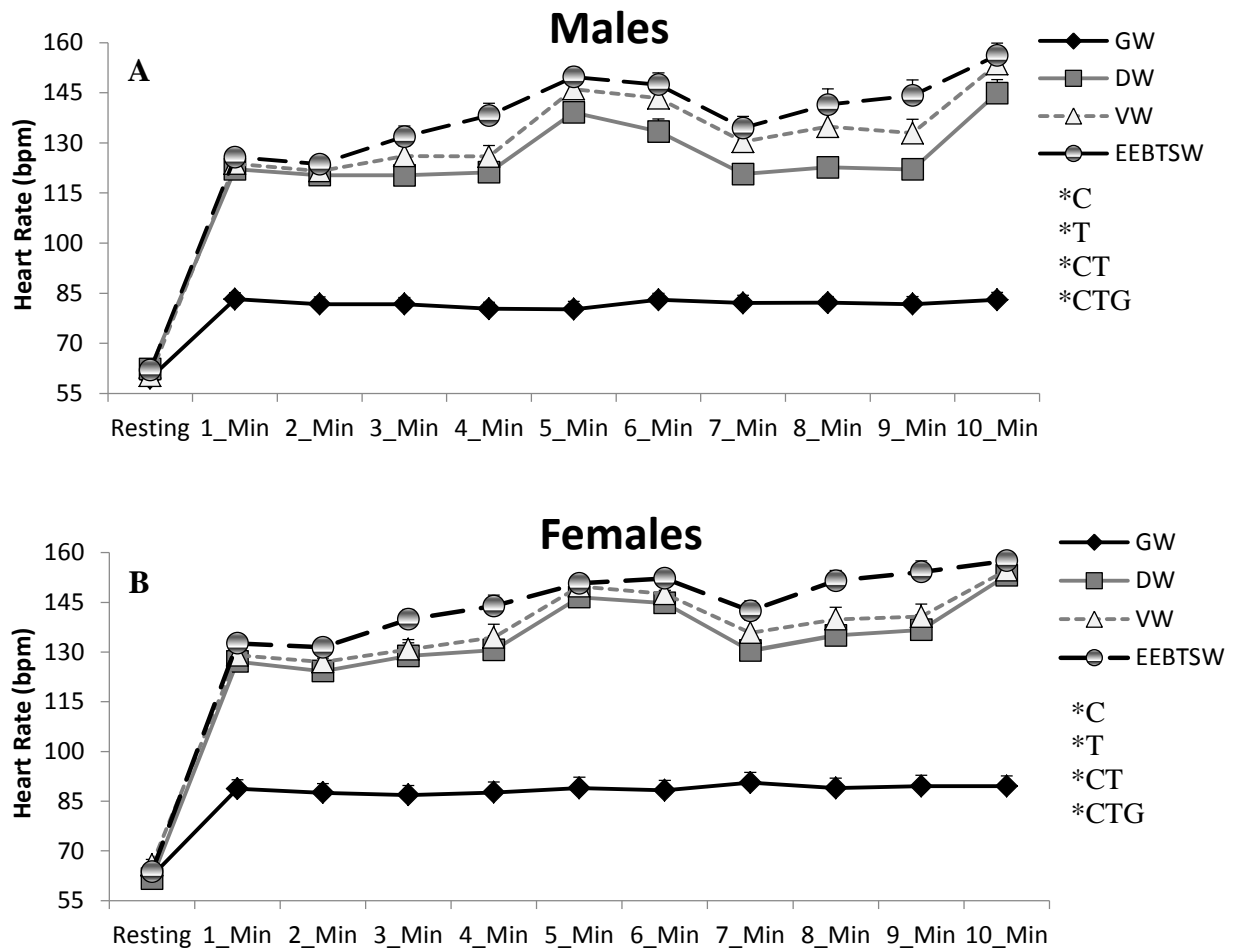 Males
A
160
145
130
115
100
85
70
55
Heart Rate (bpm)
Resting 1_Min 2_Min 3_Min 4_Min 5_Min 6_Min 7_Min 8_Min 9_Min 10_Min
GW
DW
VW
EEBTSW
*C
*T
*CT
*CTG
Females
B
160
145
130
115
100
85
70
55
Heart Rate (bpm)
Resting 1_Min 2_Min 3_Min 4_Min 5_Min 6_Min 7_Min 8_Min 9_Min 10_Min
GW
DW
VW
EEBTSW
*C
*T
*CT
*CTG